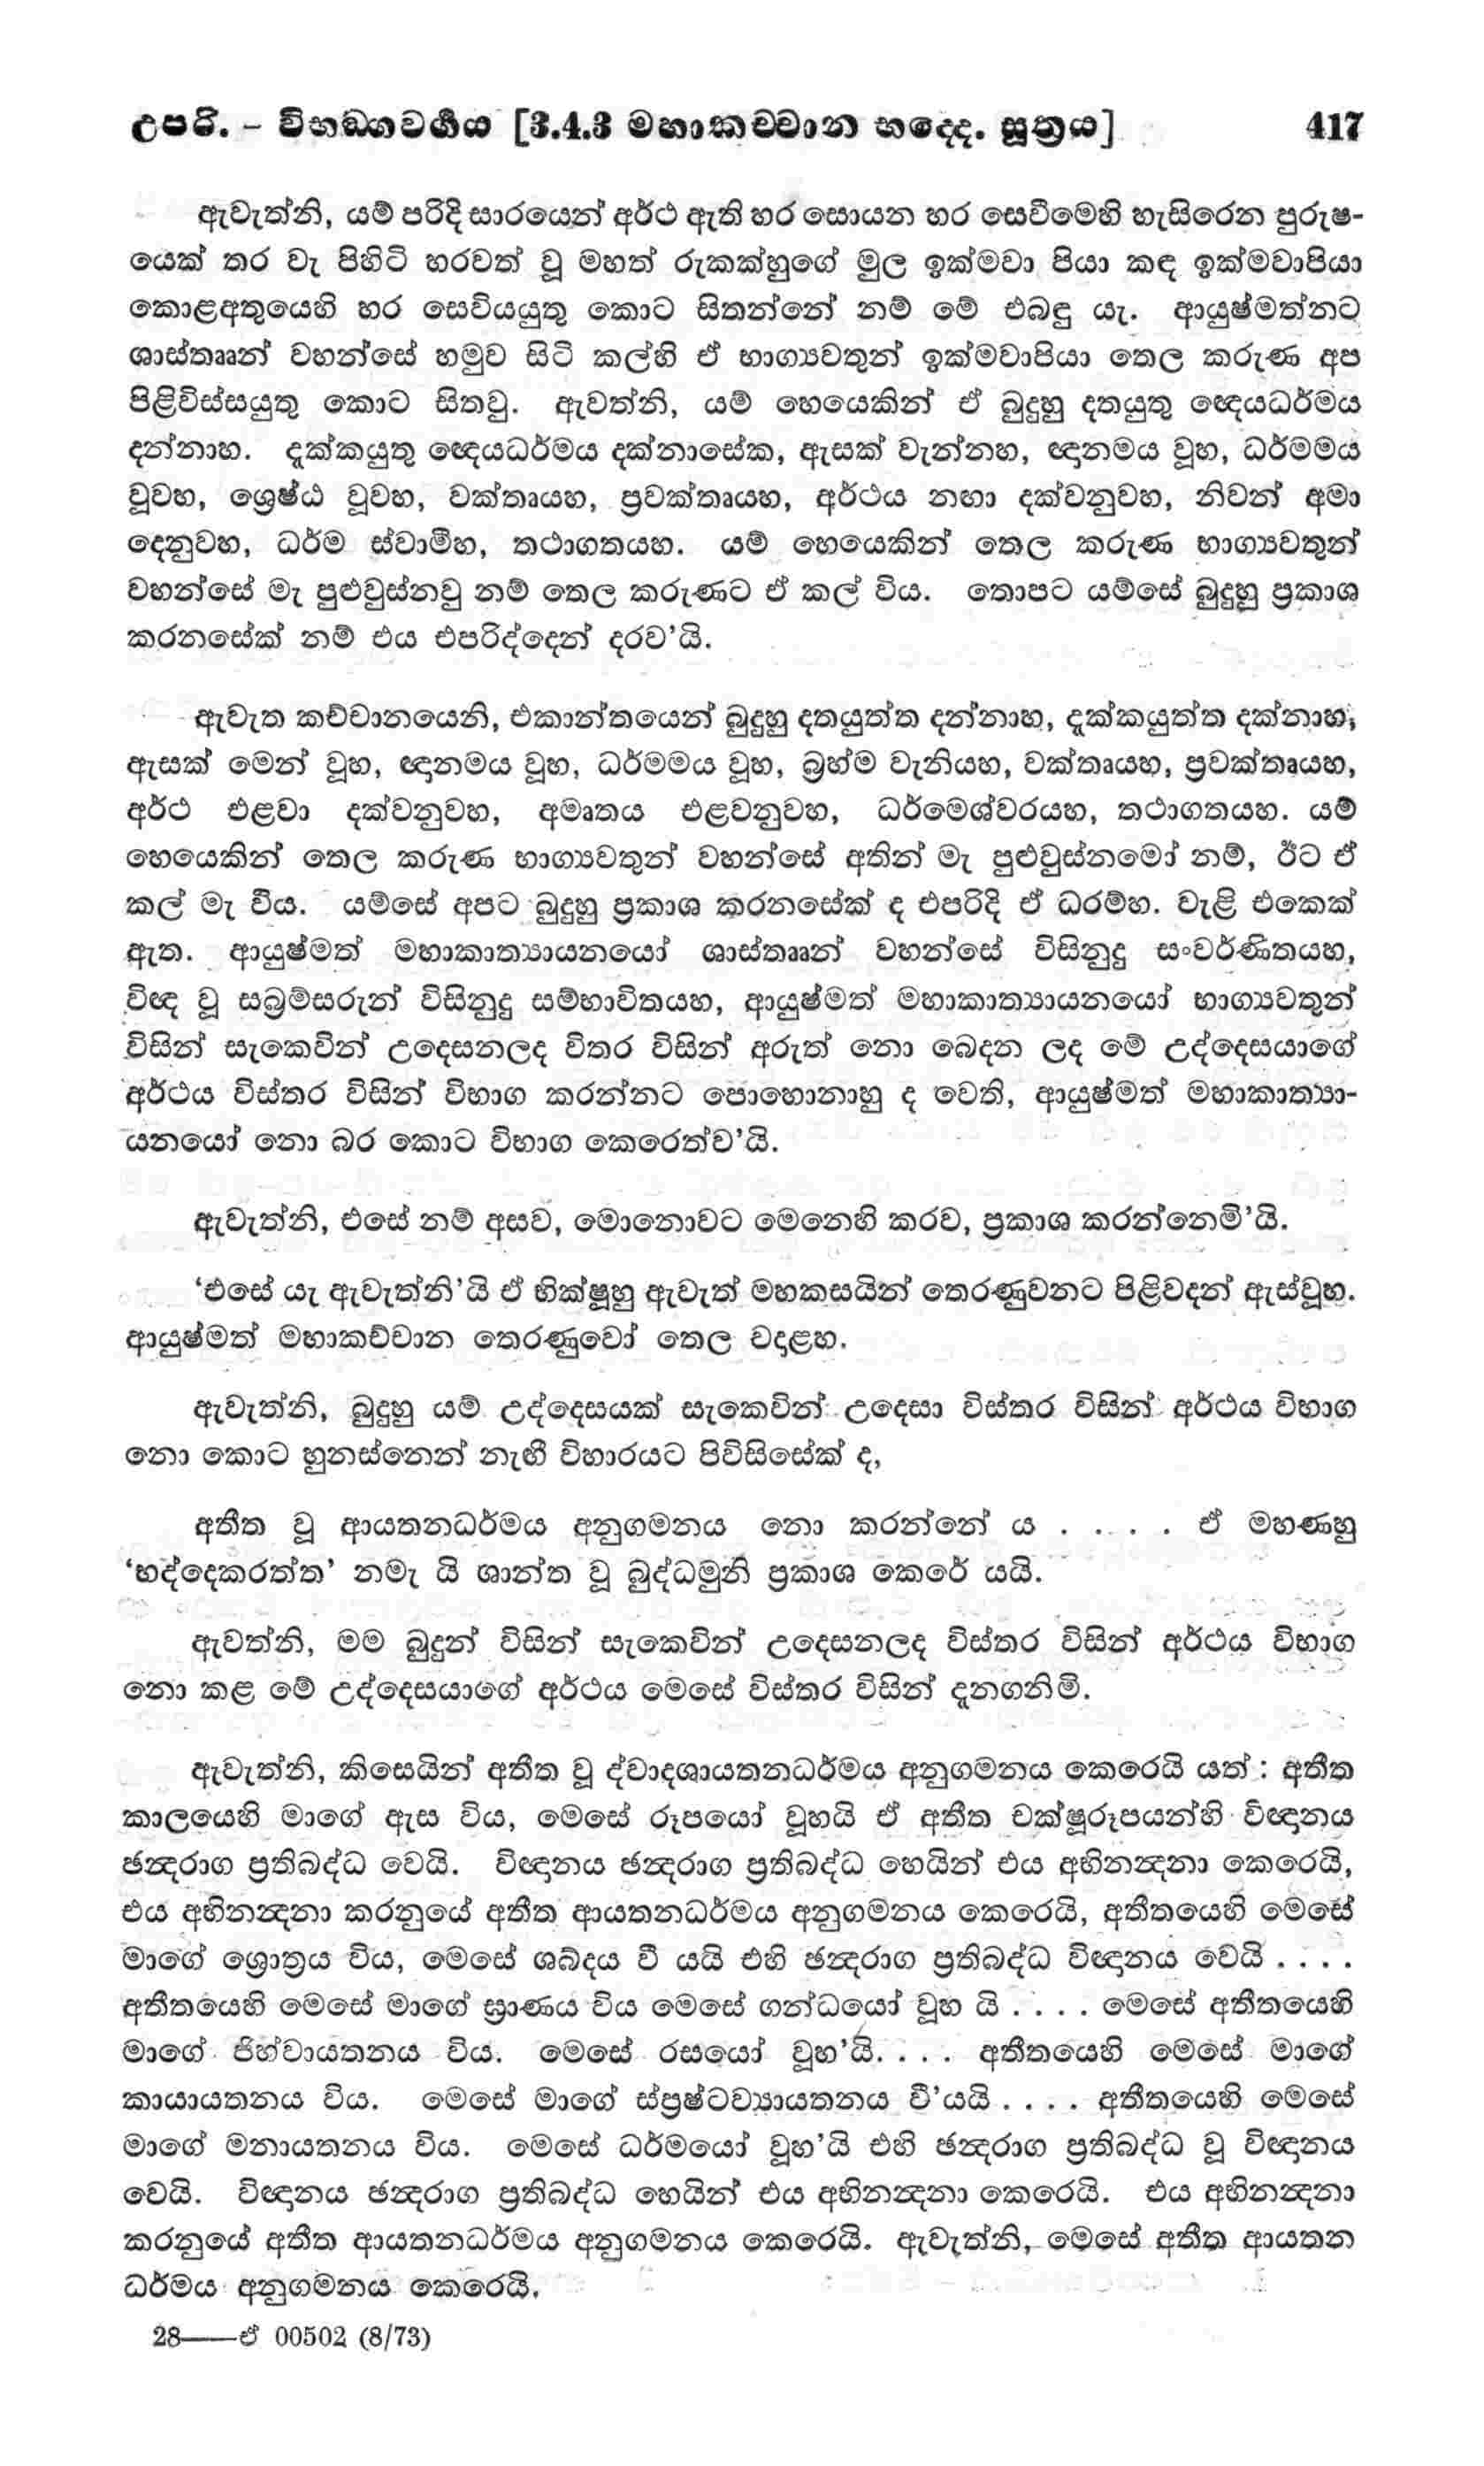 උපරි. - විභඞ්ගවර්‍ගය [3.4.3 මහාකච්චාන භද්දෙ. සූත්‍රය] 417
ඇවැත්නි, යම් පරිදි සාරයෙන් අර්ථ ඇති හර සොයන හර සෙවීමෙහි හැසිරෙන පුරුෂ-
යෙක් තර වැ පිහිටි හරවත් වූ මහත් රුකක්හුගේ මුල ඉක්මවා පියා කඳ ඉක්මවාපියා
කොළඅතුයෙහි හර සෙවියයුතු කොට සිතන්නේ නම් මේ එබඳු යැ. ආයුෂ්මත්නට
ශාස්තෲන් වහන්සේ හමුව සිටි කල්හි ඒ භාග්‍යවතුන් ඉක්මවාපියා තෙල කරුණ අප
පිළිවිස්සයුතු කොට සිතවු. ඇවත්නි, යම් හෙයෙකින් ඒ බුදුහු දතයුතු ඥෙයධර්මය
දන්නාහ. දැක්කයුතු ඥෙයධර්මය දක්නාසේක, ඇසක් වැන්නහ, ඥානමය වූහ, ධර්මමය
වූවහ, ශ්‍රෙෂ්ඨ වූවහ, වක්තෘයහ, ප්‍රවක්තෘයහ, අර්ථය නඟා දක්වනුවහ, නිවන් අමා
දෙනුවහ, ධර්ම ස්වාමිහ, තථාගතයහ. යම් හෙයෙකින් තෙල කරුණ භාග්‍යවතුන්
වහන්සේ මැ පුළුවුස්නවු නම් තෙල කරුණට ඒ කල් විය. තොපට යම්සේ බුදුහු ප්‍රකාශ
කරනසේක් නම් එය එපරිද්දෙන් දරව'යි.
ඇවැත කච්චානයෙනි, එකාන්තයෙන් බුදුහු දතයුත්ත දන්නාහ, දැක්කයුත්ත දක්නාහ,
ඇසක් මෙන් වූහ, ඥානමය වූහ, ධර්මමය වූහ, බ්‍රහ්ම වැනියහ, වක්තෘයහ, ප්‍රවක්තෘයහ,
අර්ථ එළවා දක්වනුවහ, අමෘතය එළවනුවහ, ධර්මෙශ්වරයහ, තථාගතයහ. යම්
හෙයෙකින් තෙල කරුණ භාග්‍යවතුන් වහන්සේ අතින් මැ පුළුවුස්නමෝ නම්, ඊට ඒ
කල් මැ විය. යම්සේ අපට බුදුහු ප්‍රකාශ කරනසේක් ද එපරිදි ඒ ධරම්හ. වැළි එකෙක්
ඇත. ආයුෂ්මත් මහාකාත්‍යායනයෝ ශාස්තෲන් වහන්සේ විසිනුදු සංවර්ණිතයහ,
විඥ වූ සබ්‍රම්සරුන් විසිනුදු සම්භාවිතයහ, ආයුෂ්මත් මහාකාත්‍යායනයෝ භාග්‍යවතුන්
විසින් සැකෙවින් උදෙසනලද විතර විසින් අරුත් නො බෙදන ලද මේ උද්දෙසයාගේ
අර්ථය විස්තර විසින් විභාග කරන්නට පොහොනාහු ද වෙති, ආයුෂ්මත් මහාකාත්‍යා-
යනයෝ නො බර කොට විභාග කෙරෙත්ව'යි.
ඇවැත්නි, එසේ නම් අසව, මොනොවට මෙනෙහි කරව, ප්‍රකාශ කරන්නෙමි'යි.
'එසේ යැ ඇවැත්නි'යි ඒ භික්ෂූහු ඇවැත් මහකසයින් තෙරණුවනට පිළිවදන් ඇස්වූහ.
ආයුෂ්මත් මහාකච්චාන තෙරණුවෝ තෙල වදාළහ.
ඇවැත්නි, බුදුහු යම් උද්දෙසයක් සැකෙවින් උදෙසා විස්තර විසින් අර්ථය විභාග
නො කොට හුනස්නෙන් නැඟී විහාරයට පිවිසිසේක් ද,
අතීත වූ ආයතනධර්මය අනුගමනය නො කරන්නේ ය . . . . ඒ මහණහු
'භද්දෙකරත්ත' නමැ යි ශාන්ත වූ බුද්ධමුනි ප්‍රකාශ කෙරේ යයි.
ඇවත්නි, මම බුදුන් විසින් සැකෙවින් උදෙසනලද විස්තර විසින් අර්ථය විභාග
නො කළ මේ උද්දෙසයාගේ අර්ථය මෙසේ විස්තර විසින් දැනගනිමි.
ඇවැත්නි, කිසෙයින් අතීත වූ ද්වාදශායතනධර්මය අනුගමනය කෙරෙයි යත් : අතීත
කාලයෙහි මාගේ ඇස විය, මෙසේ රූපයෝ වූහයි ඒ අතීත චක්ෂූරූපයන්හි විඥානය
ඡන්‍දරාග ප්‍රතිබද්ධ වෙයි. විඥානය ඡන්‍දරාග ප්‍රතිබද්ධ හෙයින් එය අභිනන්‍දනා කෙරෙයි,
එය අභිනන්‍දනා කරනුයේ අතීත ආයතනධර්මය අනුගමනය කෙරෙයි, අතීතයෙහි මෙසේ
මාගේ ශ්‍රොත්‍රය විය, මෙසේ ශබ්දය වී යයි එහි ඡන්‍දරාග ප්‍රතිබද්ධ විඥානය වෙයි . . . .
අතීතයෙහි මෙසේ මාගේ ඝ්‍රාණය විය මෙසේ ගන්ධයෝ වූහ යි . . . . මෙසේ අතීතයෙහි
මාගේ ජිහ්වායතනය විය. මෙසේ රසයෝ වූහ'යි. . . . අතීතයෙහි මෙසේ මාගේ
කායායතනය විය. මෙසේ මාගේ ස්ප්‍රෂ්ටව්‍යායතනය වී'යයි . . . . අතීතයෙහි මෙසේ
මාගේ මනායතනය විය. මෙසේ ධර්මයෝ වූහ'යි එහි ඡන්‍දරාග ප්‍රතිබද්ධ වූ විඥානය
වෙයි. විඥානය ඡන්‍දරාග ප්‍රතිබද්ධ හෙයින් එය අභිනන්‍දනා කෙරෙයි. එය අභිනන්‍දනා
කරනුයේ අතීත ආයතනධර්මය අනුගමනය කෙරෙයි. ඇවැත්නි, මෙසේ අතීත ආයතන
ධර්මය අනුගමනය කෙරෙයි.
28——ඒ 00502 (8/73)